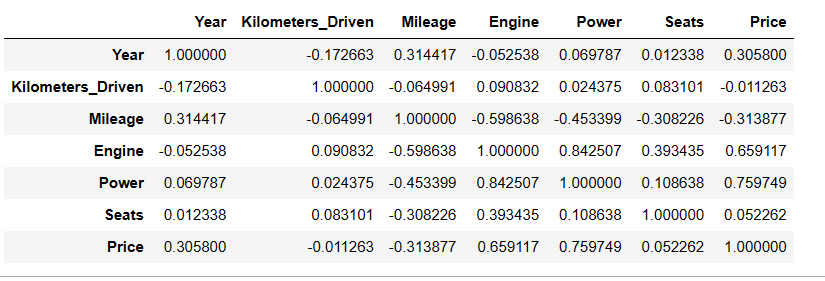 Year Kilometers_Driven Mileage Engine Power Seats Price
Year 1.000000 -0.172663 0.314417 -0.052538 0.069787 0.012338 0.305800
Kilometers_Driven -0.172663 1.000000 -0.064991 0.090832 0.024375 0.083101 -0.011263
Mileage 0.314417 -0.064991 1.000000 -0.598638 -0.453399 -0.308226 -0.313877
Engine -0.052538 0.090832 -0.598638 1.000000 0.842507 0.393435 0.659117
Power 0.069787 0.024375 -0.453399 0.842507 1.000000 0.108638 0.759749
Seats 0.012338 0.083101 -0.308226 0.393435 0.108638 1.000000 0.052262
Price 0.305800 -0.011263 -0.313877 0.659117 0.759749 0.052262 1.000000